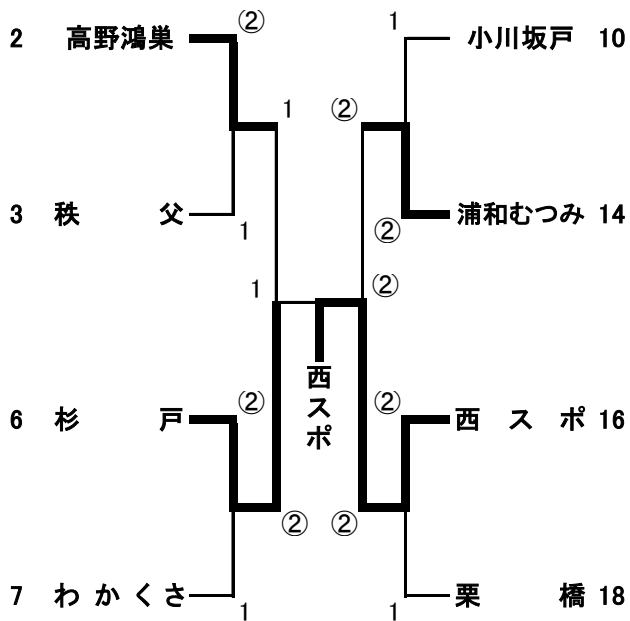 ② 1
2 高野鴻巣 小川坂戸 10
1 ②
3 秩 父 浦和むつみ 14
1 ②
1 ②
西スポ
② ②
6 杉 戸 西 ス ポ 16
② ②
7 わ か く さ 栗 橋 18
1 1